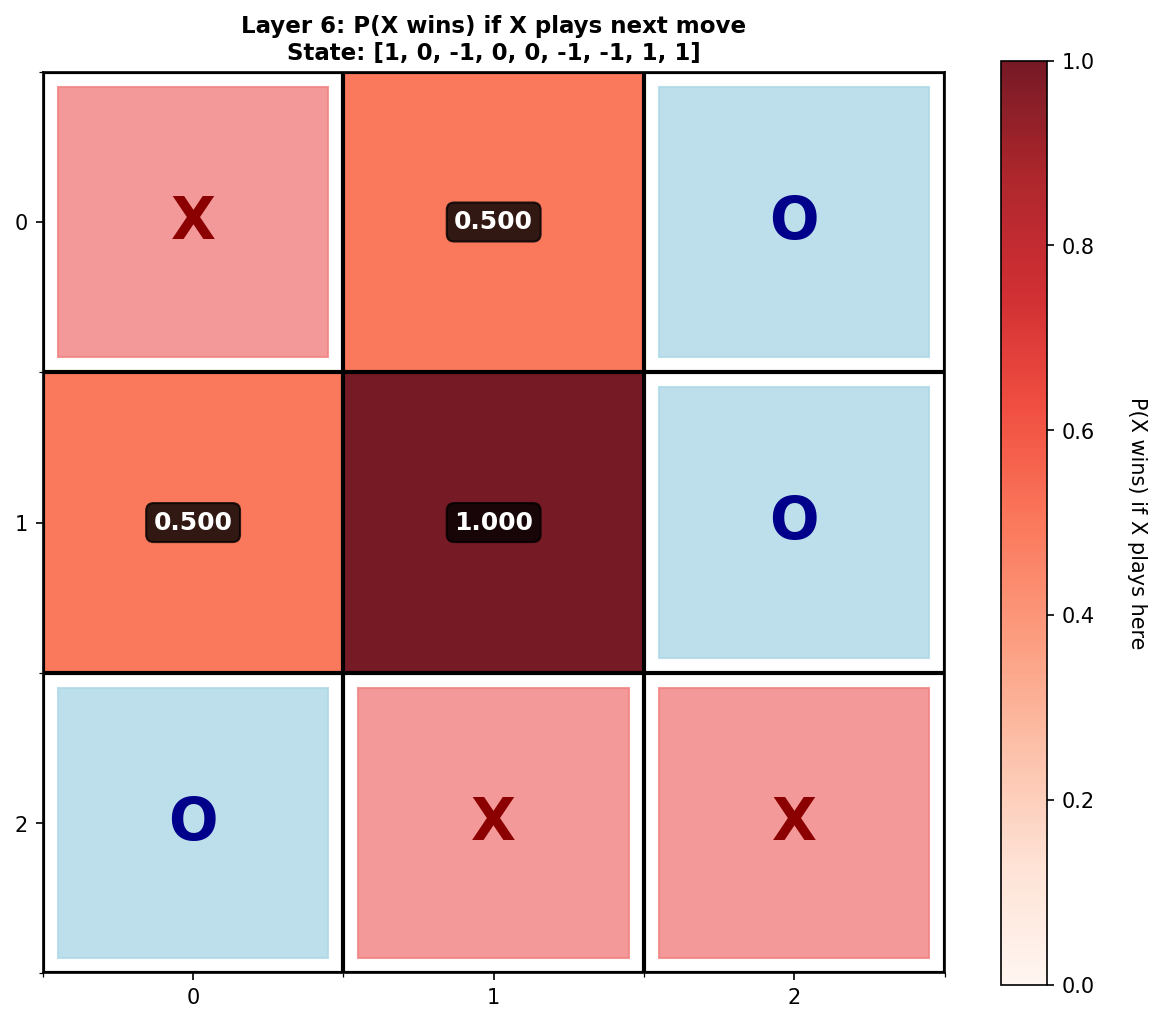 Layer 6: P(X wins) if X plays next move
State: [1, 0, -1, 0, 0, -1, -1, 1, 1]
X
0.500
O
0.500
1.000
O
O
X
X
0
1
2
0
1
2
1.0
0.8
0.6
0.4
0.2
0.0
P(X wins) if X plays here